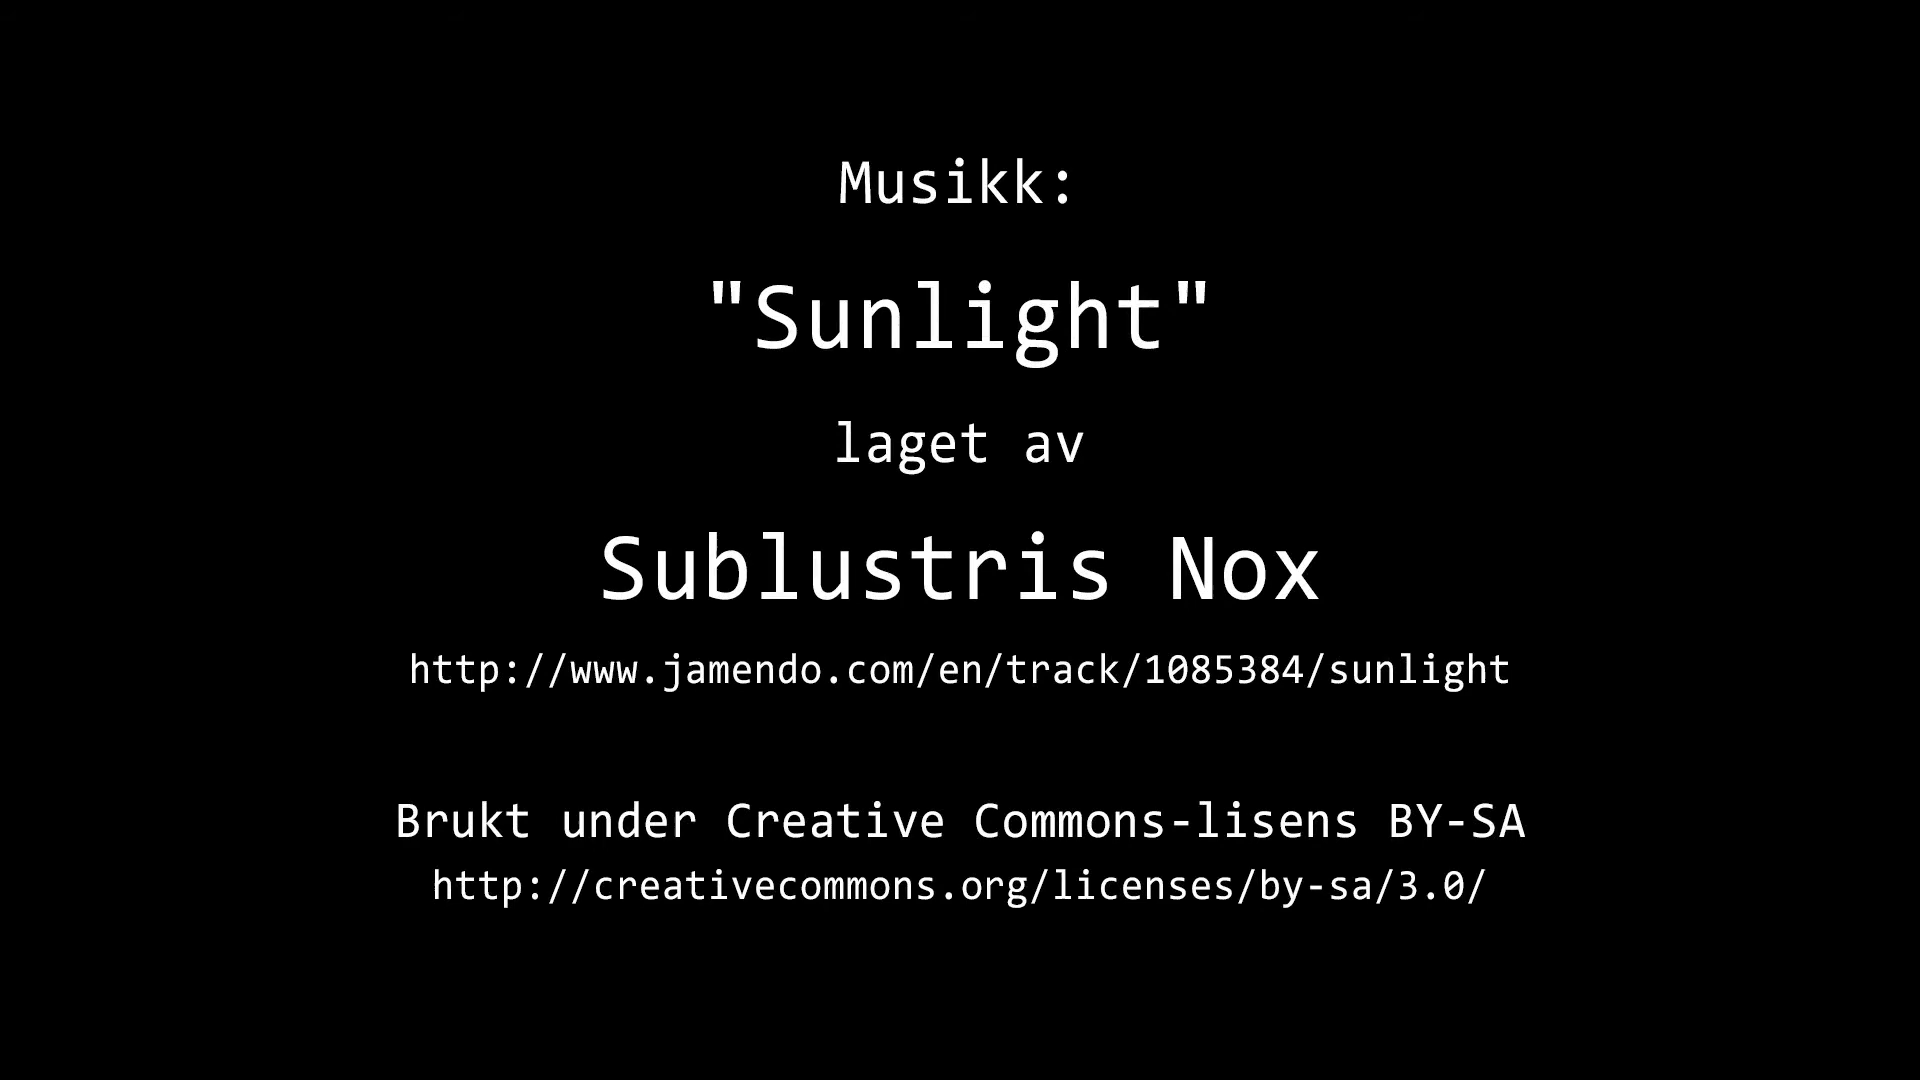 Musikk:
"Sunlight"
laget av
Sublustris Nox
http://www.jamendo.com/en/track/1085384/sunlight
Brukt under Creative Commons-lisens BY-SA
http://creativecommons.org/licenses/by-sa/3.0/